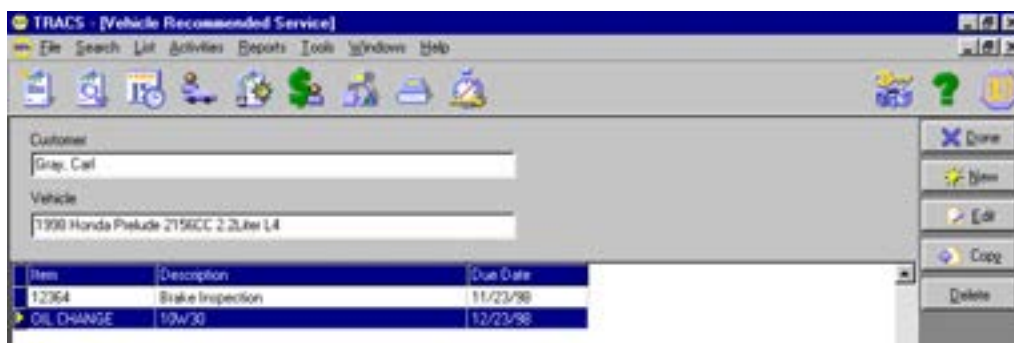 TRACS - [Vehicle Recommended Service]
File Search List Activities Reports Tools Windows Help
Customer
Gray, Carl
Vehicle
1998 Honda Prelude 2156CC 2.2Liter L4
Item Description Due Date
12364 Brake Inspection 11/23/98
OIL CHANGE 10W30 12/23/98
Done
New
Edit
Copy
Delete